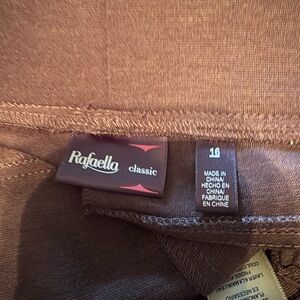 Rafaella
classic
16
MADE IN
CHINA/
HECHO EN
CHINA/
FABRIQUE
EN CHINE